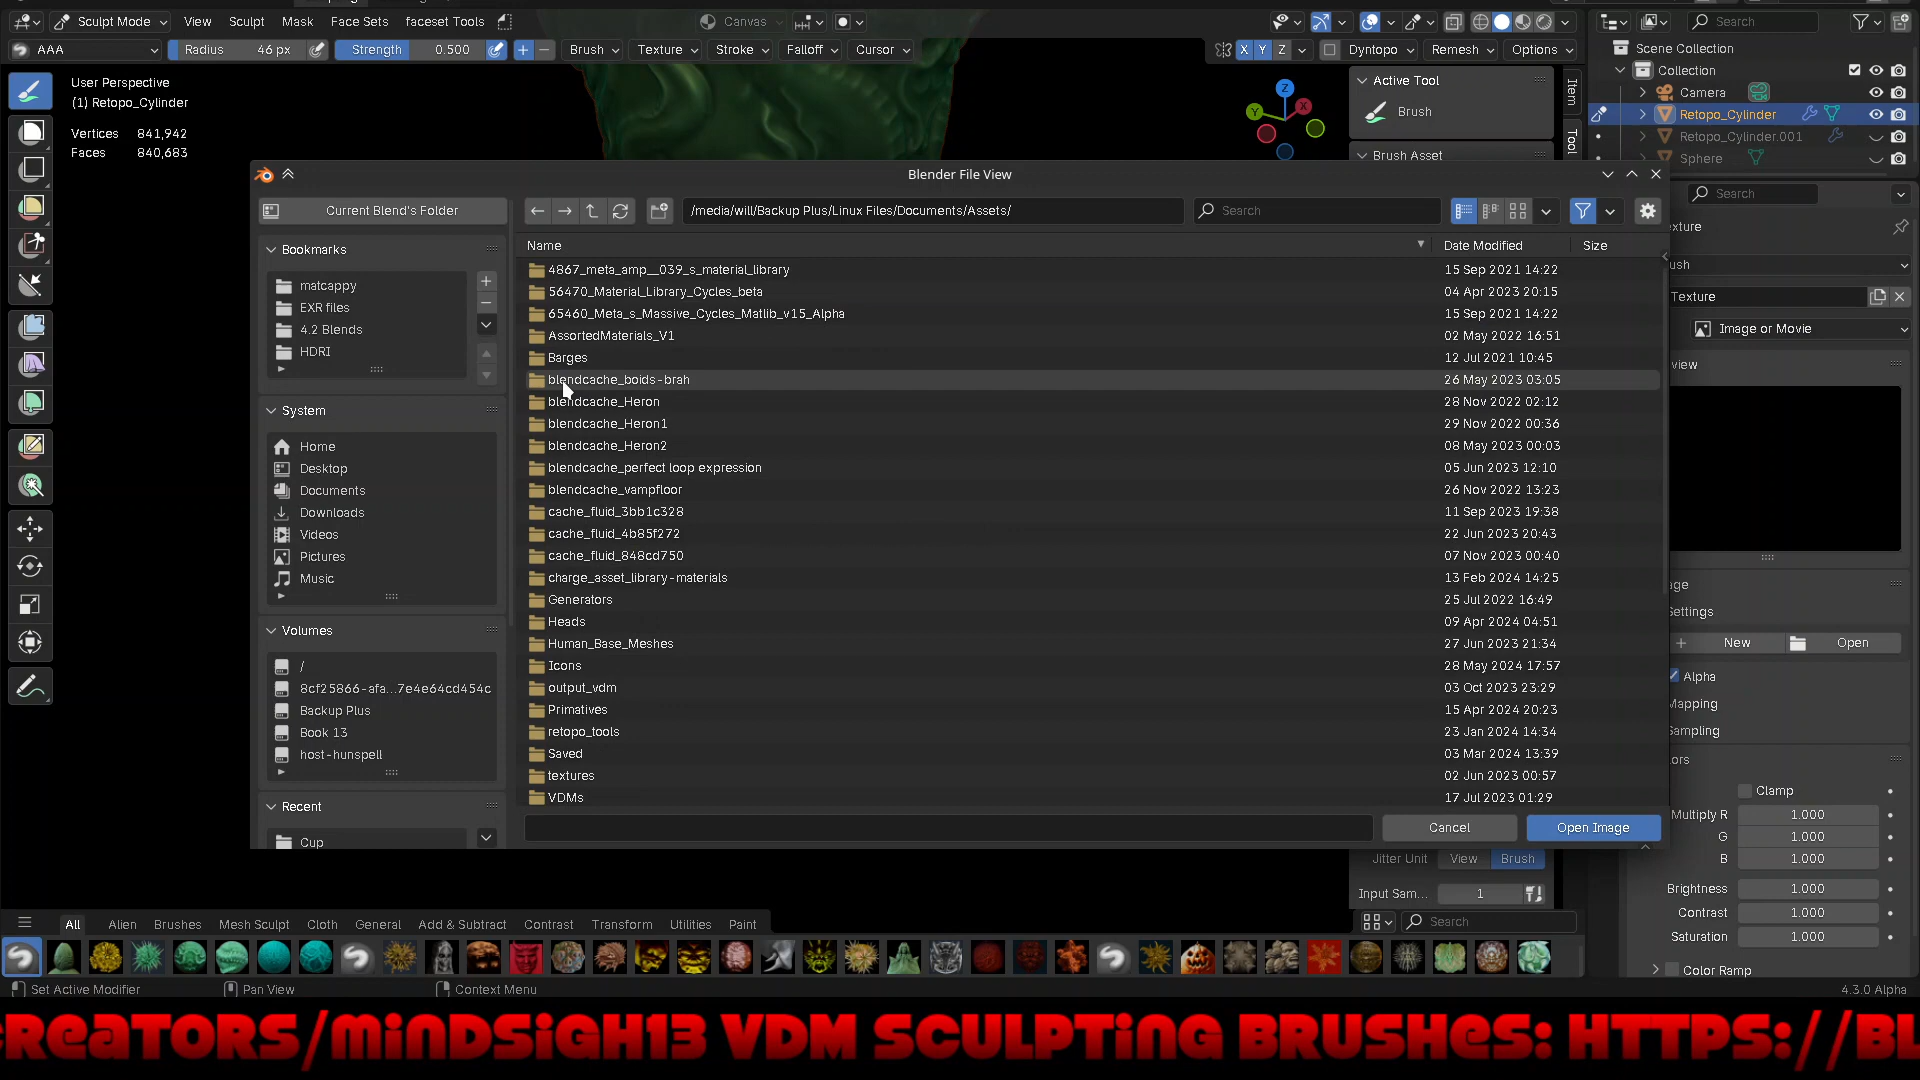 Sculpt Mode View Sculpt Mask Face Sets faceset Tools Canvas Search
AAA Radius 46 px Strength 0.500 Brush Texture Stroke Falloff Cursor X Y Z Dyntopo Remesh Options Scene Collection
User Perspective Active Tool Collection
(1) Retopo_Cylinder Brush Camera
Vertices 841,942 Retopo_Cylinder
Faces 840,683 Brush Asset Retopo_Cylinder.001
Item Tool Sphere
Z Y X
Blender File View
Current Blend's Folder /media/will/Backup Plus/Linux Files/Documents/Assets/ Search
Search
Bookmarks
matcappy
EXR files
4.2 Blends
HDRI
System
Home
Desktop
Documents
Downloads
Videos
Pictures
Music
Volumes
/
8cf25866-afa...7e4e64cd454c
Backup Plus
Book 13
host-hunspell
Recent
Cup
Name Date Modified Size
4867_meta_amp__039_s_material_library 15 Sep 2021 14:22
56470_Material_Library_Cycles_beta 04 Apr 2023 20:15
65460_Meta_s_Massive_Cycles_Matlib_v15_Alpha 15 Sep 2021 14:22
AssortedMaterials_V1 02 May 2022 16:51
Barges 12 Jul 2021 10:45
blendcache_boids-brah 26 May 2023 03:05
blendcache_Heron 28 Nov 2022 02:12
blendcache_Heron1 29 Nov 2022 00:36
blendcache_Heron2 08 May 2023 00:03
blendcache_perfect loop expression 05 Jun 2023 12:10
blendcache_vampfloor 26 Nov 2022 13:23
cache_fluid_3bb1c328 11 Sep 2023 19:38
cache_fluid_4b85f272 22 Jun 2023 20:43
cache_fluid_848cd750 07 Nov 2023 00:40
charge_asset_library-materials 13 Feb 2024 14:25
Generators 25 Jul 2022 16:49
Heads 09 Apr 2024 04:51
Human_Base_Meshes 27 Jun 2023 21:34
Icons 28 May 2024 17:57
output_vdm 03 Oct 2023 23:29
Primatives 15 Apr 2024 20:23
retopo_tools 23 Jan 2024 14:34
Saved 03 Mar 2024 13:39
textures 02 Jun 2023 00:57
VDMs 17 Jul 2023 01:29
Cancel Open Image
exture
ush
Texture
Image or Movie
view
age
Settings
New Open
Alpha
Mapping
Sampling
ors
Clamp
Multiply R 1.000
G 1.000
B 1.000
Brightness 1.000
Contrast 1.000
Saturation 1.000
Color Ramp
Jitter Unit View Brush
Input Sam... 1
All Alien Brushes Mesh Sculpt Cloth General Add & Subtract Contrast Transform Utilities Paint Search
Set Active Modifier Pan View Context Menu 4.3.0 Alpha
CREATORS/MINDSIGH13 VDM SCULPTING BRUSHES: HTTPS://BL